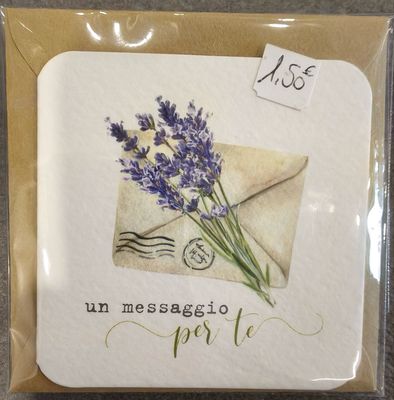 1,50€
un messaggio
per te